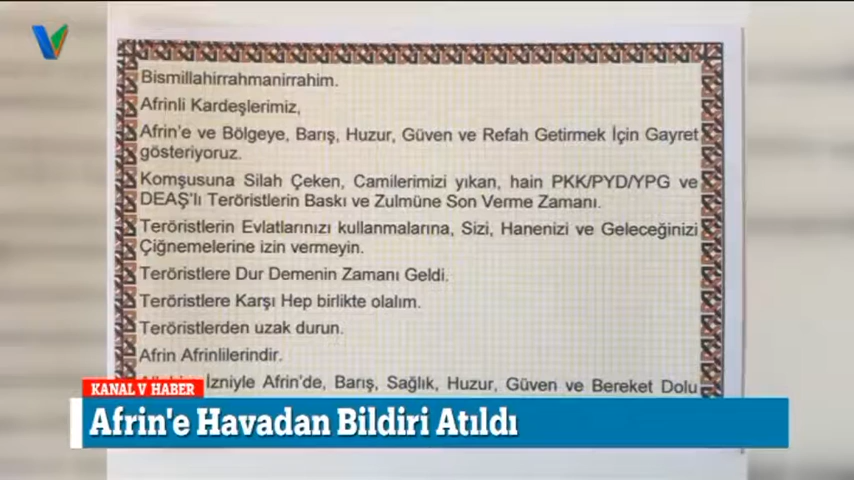 V
Bismillahirrahmanirrahim.
Afrinli Kardeşlerimiz,
Afrin'e ve Bölgeye, Barış, Huzur, Güven ve Refah Getirmek İçin Gayret
gösteriyoruz.
Komşusuna Silah Çeken, Camilerimizi yıkan, hain PKK/PYD/YPG ve
DEAŞ'lı Teröristlerin Baskı ve Zulmüne Son Verme Zamanı.
Teröristlerin Evlatlarınızı kullanmalarına, Sizi, Hanenizi ve Geleceğinizi
Çiğnemelerine izin vermeyin.
Teröristlere Dur Demenin Zamanı Geldi.
Teröristlere Karşı Hep birlikte olalım.
Teröristlerden uzak durun.
Afrin Afrinlilerindir.
İzniyle Afrin'de, Barış, Sağlık, Huzur, Güven ve Bereket Dolu
KANAL V HABER
Afrin'e Havadan Bildiri Atıldı